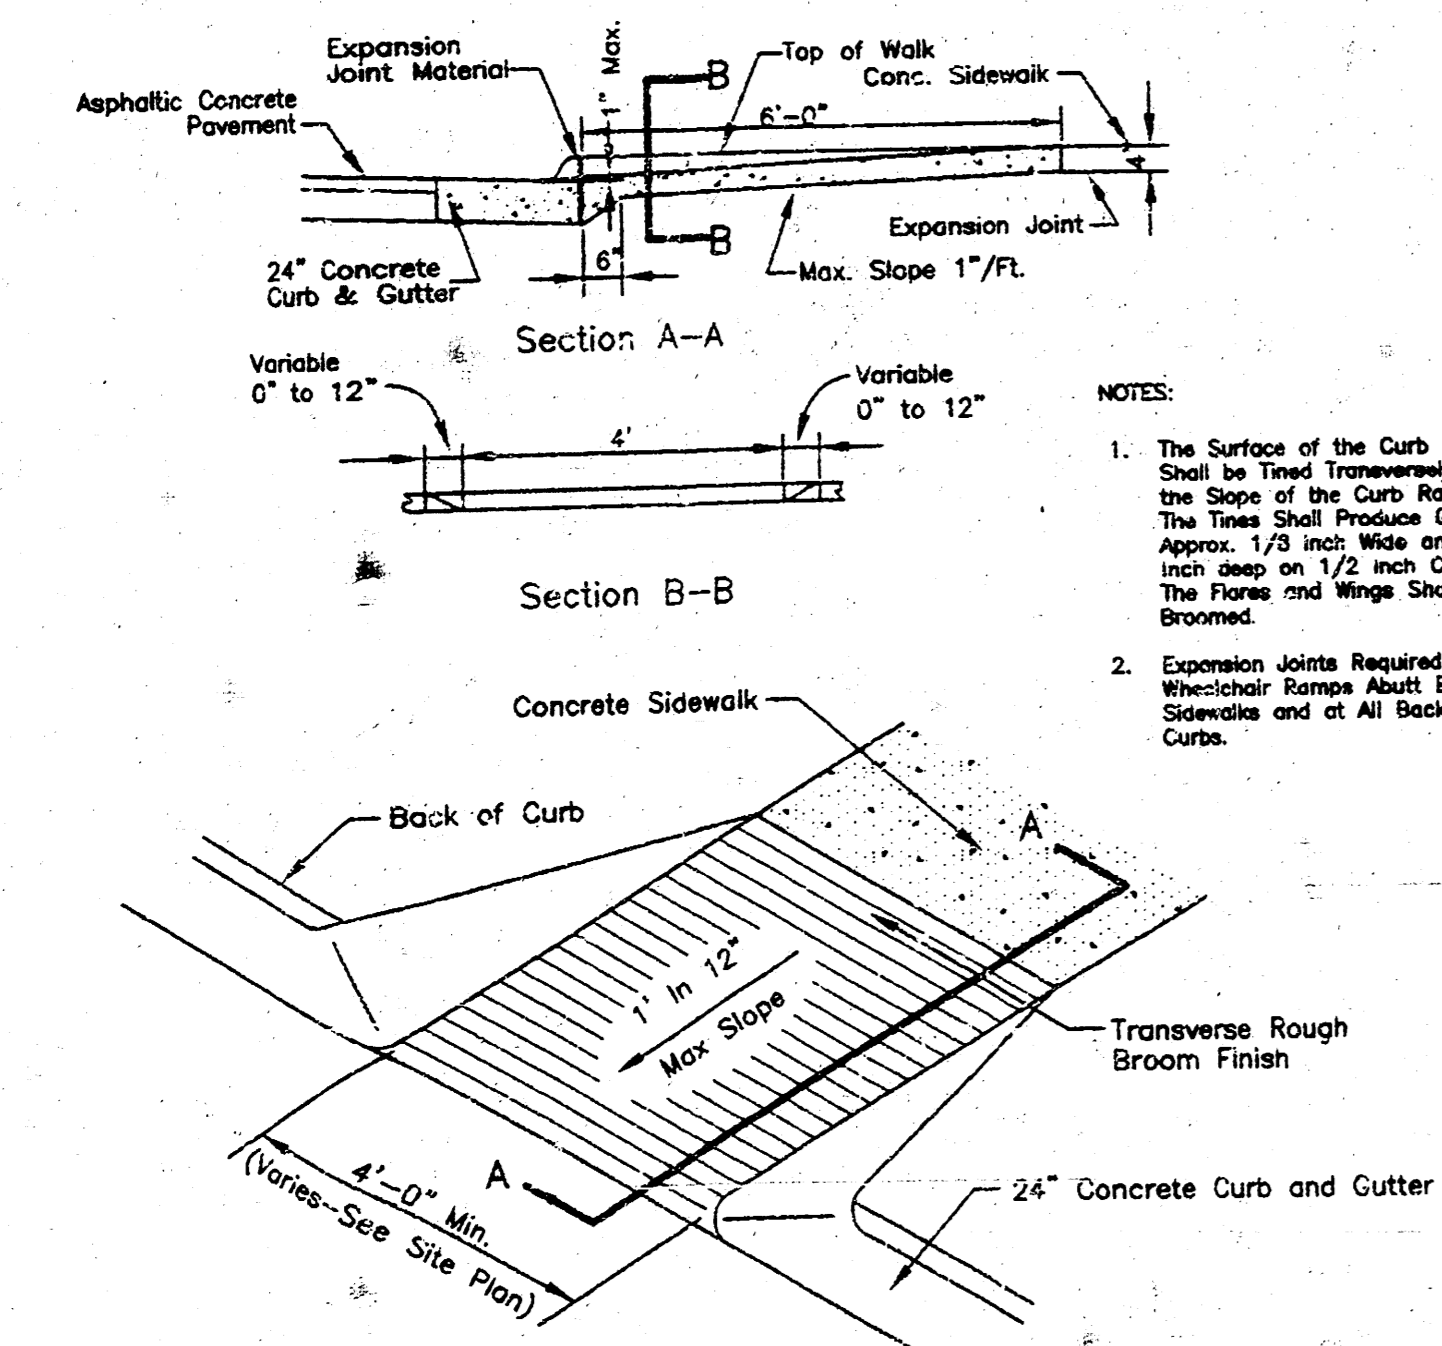 Expansion
Joint Material
1" Max.
B
Top of Walk
Conc. Sidewalk
Asphaltic Concrete
Pavement
6'-0"
4
B
Expansion Joint
6"
Max. Slope 1"/Ft.
24" Concrete
Curb & Gutter
Section A-A
Variable
0" to 12"
4'
Variable
0" to 12"
Section B-B
NOTES:
1. The Surface of the Curb
Shall be Tined
the Slope of the Curb
The Tines Shall Produce
Approx. inch Wide
inch deep on 1/2 inch
The Flares and Wings
Broomed.
2. Expansion Joints Required
Wheelchair Ramps Abutt
Sidewalks and at All
Curbs.
Concrete Sidewalk
Back of Curb
A
1' In 12"
Max Slope
Transverse Rough
Broom Finish
A
4'-0" Min.
(Varies--See Site Plan)
24" Concrete Curb and Gutter